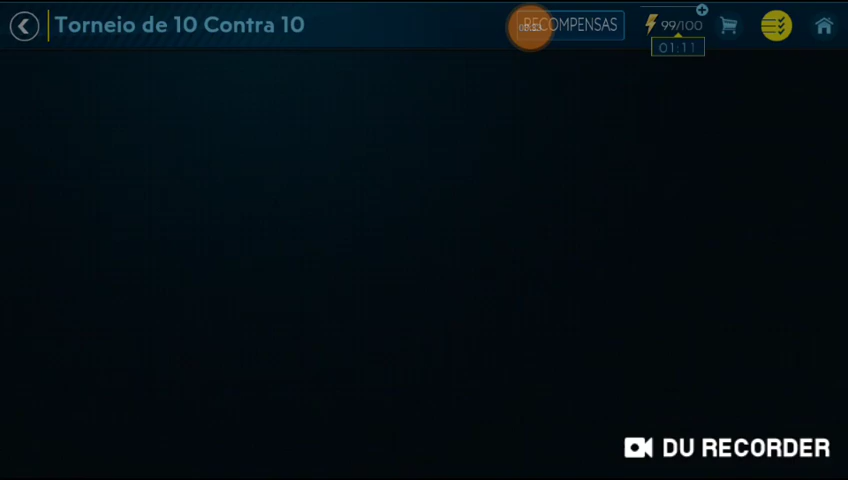 Torneio de 10 Contra 10
RECOMPENSAS
99/100
01:11
DU RECORDER